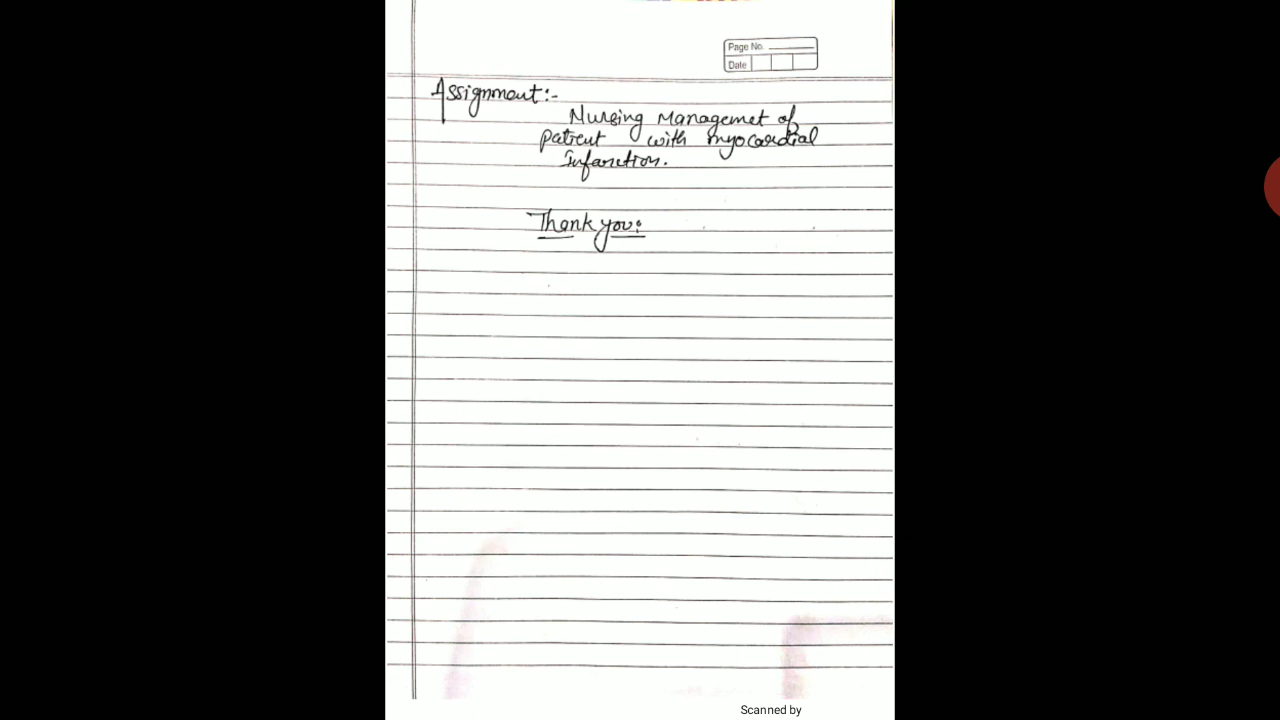 Page No.
Date
Assignment:-
Nursing Managemet of
patient with myocardial
Infarction.
Thank you:
Scanned by